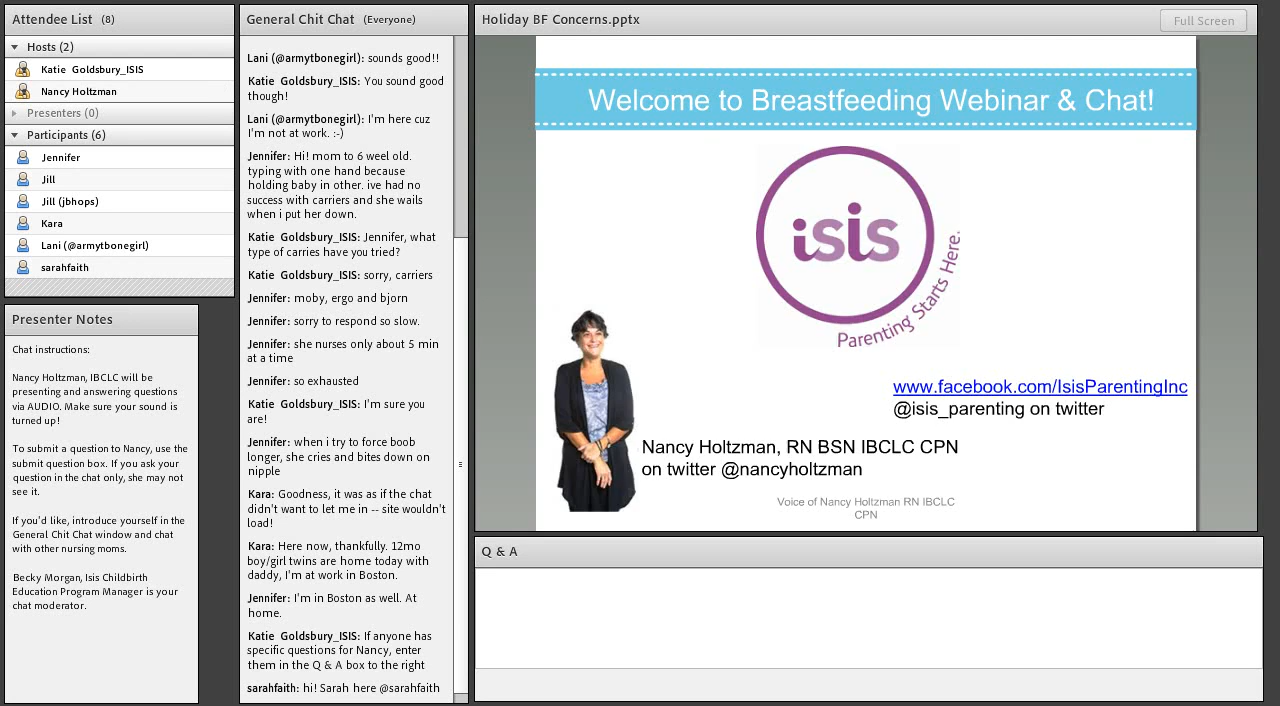 Attendee List (8)
Hosts (2)
Katie Goldsbury_ISIS
Nancy Holtzman
Presenters (0)
Participants (6)
Jennifer
Jill
Jill (jbhops)
Kara
Lani (@armytbonegirl)
sarahfaith
Presenter Notes
Chat instructions:
Nancy Holtzman, IBCLC will be
presenting and answering questions
via AUDIO. Make sure your sound is
turned up!
To submit a question to Nancy, use the
submit question box. If you ask your
question in the chat only, she may not
see it.
If you'd like, introduce yourself in the
General Chit Chat window and chat
with other nursing moms.
Becky Morgan, Isis Childbirth
Education Program Manager is your
chat moderator.
General Chit Chat (Everyone)
Lani (@armytbonegirl): sounds good!!
Katie Goldsbury_ISIS: You sound good
though!
Lani (@armytbonegirl): I'm here cuz
I'm not at work. :-)
Jennifer: Hi! mom to 6 weel old.
typing with one hand because
holding baby in other. ive had no
success with carriers and she wails
when i put her down.
Katie Goldsbury_ISIS: Jennifer, what
type of carries have you tried?
Katie Goldsbury_ISIS: sorry, carriers
Jennifer: moby, ergo and bjorn
Jennifer: sorry to respond so slow.
Jennifer: she nurses only about 5 min
at a time
Jennifer: so exhausted
Katie Goldsbury_ISIS: I'm sure you
are!
Jennifer: when i try to force boob
longer, she cries and bites down on
nipple
Kara: Goodness, it was as if the chat
didn't want to let me in -- site wouldn't
load!
Kara: Here now, thankfully. 12mo
boy/girl twins are home today with
daddy, I'm at work in Boston.
Jennifer: I'm in Boston as well. At
home.
Katie Goldsbury_ISIS: If anyone has
specific questions for Nancy, enter
them in the Q & A box to the right
sarahfaith: hi! Sarah here @sarahfaith
Holiday BF Concerns.pptx
Full Screen
Welcome to Breastfeeding Webinar & Chat!
isis
Parenting Starts Here.
www.facebook.com/IsisParentingInc
@isis_parenting on twitter
Nancy Holtzman, RN BSN IBCLC CPN
on twitter @nancyholtzman
Voice of Nancy Holtzman RN IBCLC
CPN
Q & A